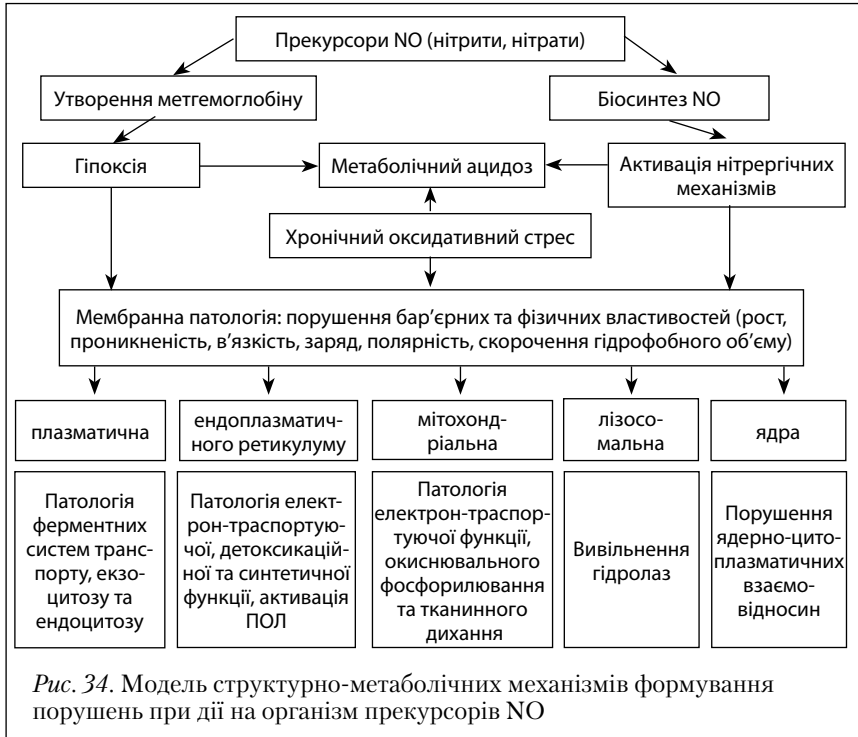 Прекурсори NO (нітрити, нітрати)
Утворення метгемоглобіну
Біосинтез NO
Гіпоксія
Метаболічний ацидоз
Активація нітрергічних
механізмів
Хронічний оксидативний стрес
Мембранна патологія: порушення бар’єрних та фізичних властивостей (рост,
проникненість, в’язкість, заряд, полярність, скорочення гідрофобного об’єму)
плазматична
ендоплазматич-
ного ретикулуму
мітохонд-
ріальна
лізосо-
мальна
ядра
Патологія
ферментних
систем транс-
порту, екзо-
цитозу та
ендоцитозу
Патологія елект-
рон-траспортую-
чої, детоксикацій-
ної та синтетичної
функції, активація
ПОЛ
Патологія
електрон-траспор-
туючої функції,
окиснювального
фосфорилювання
та тканинного
дихання
Вивільнення
гідролаз
Порушення
ядерно-цито-
плазматичних
взаємо-
відносин
Рис. 34. Модель структурно-метаболічних механізмів формування
порушень при дії на організм прекурсорів NO